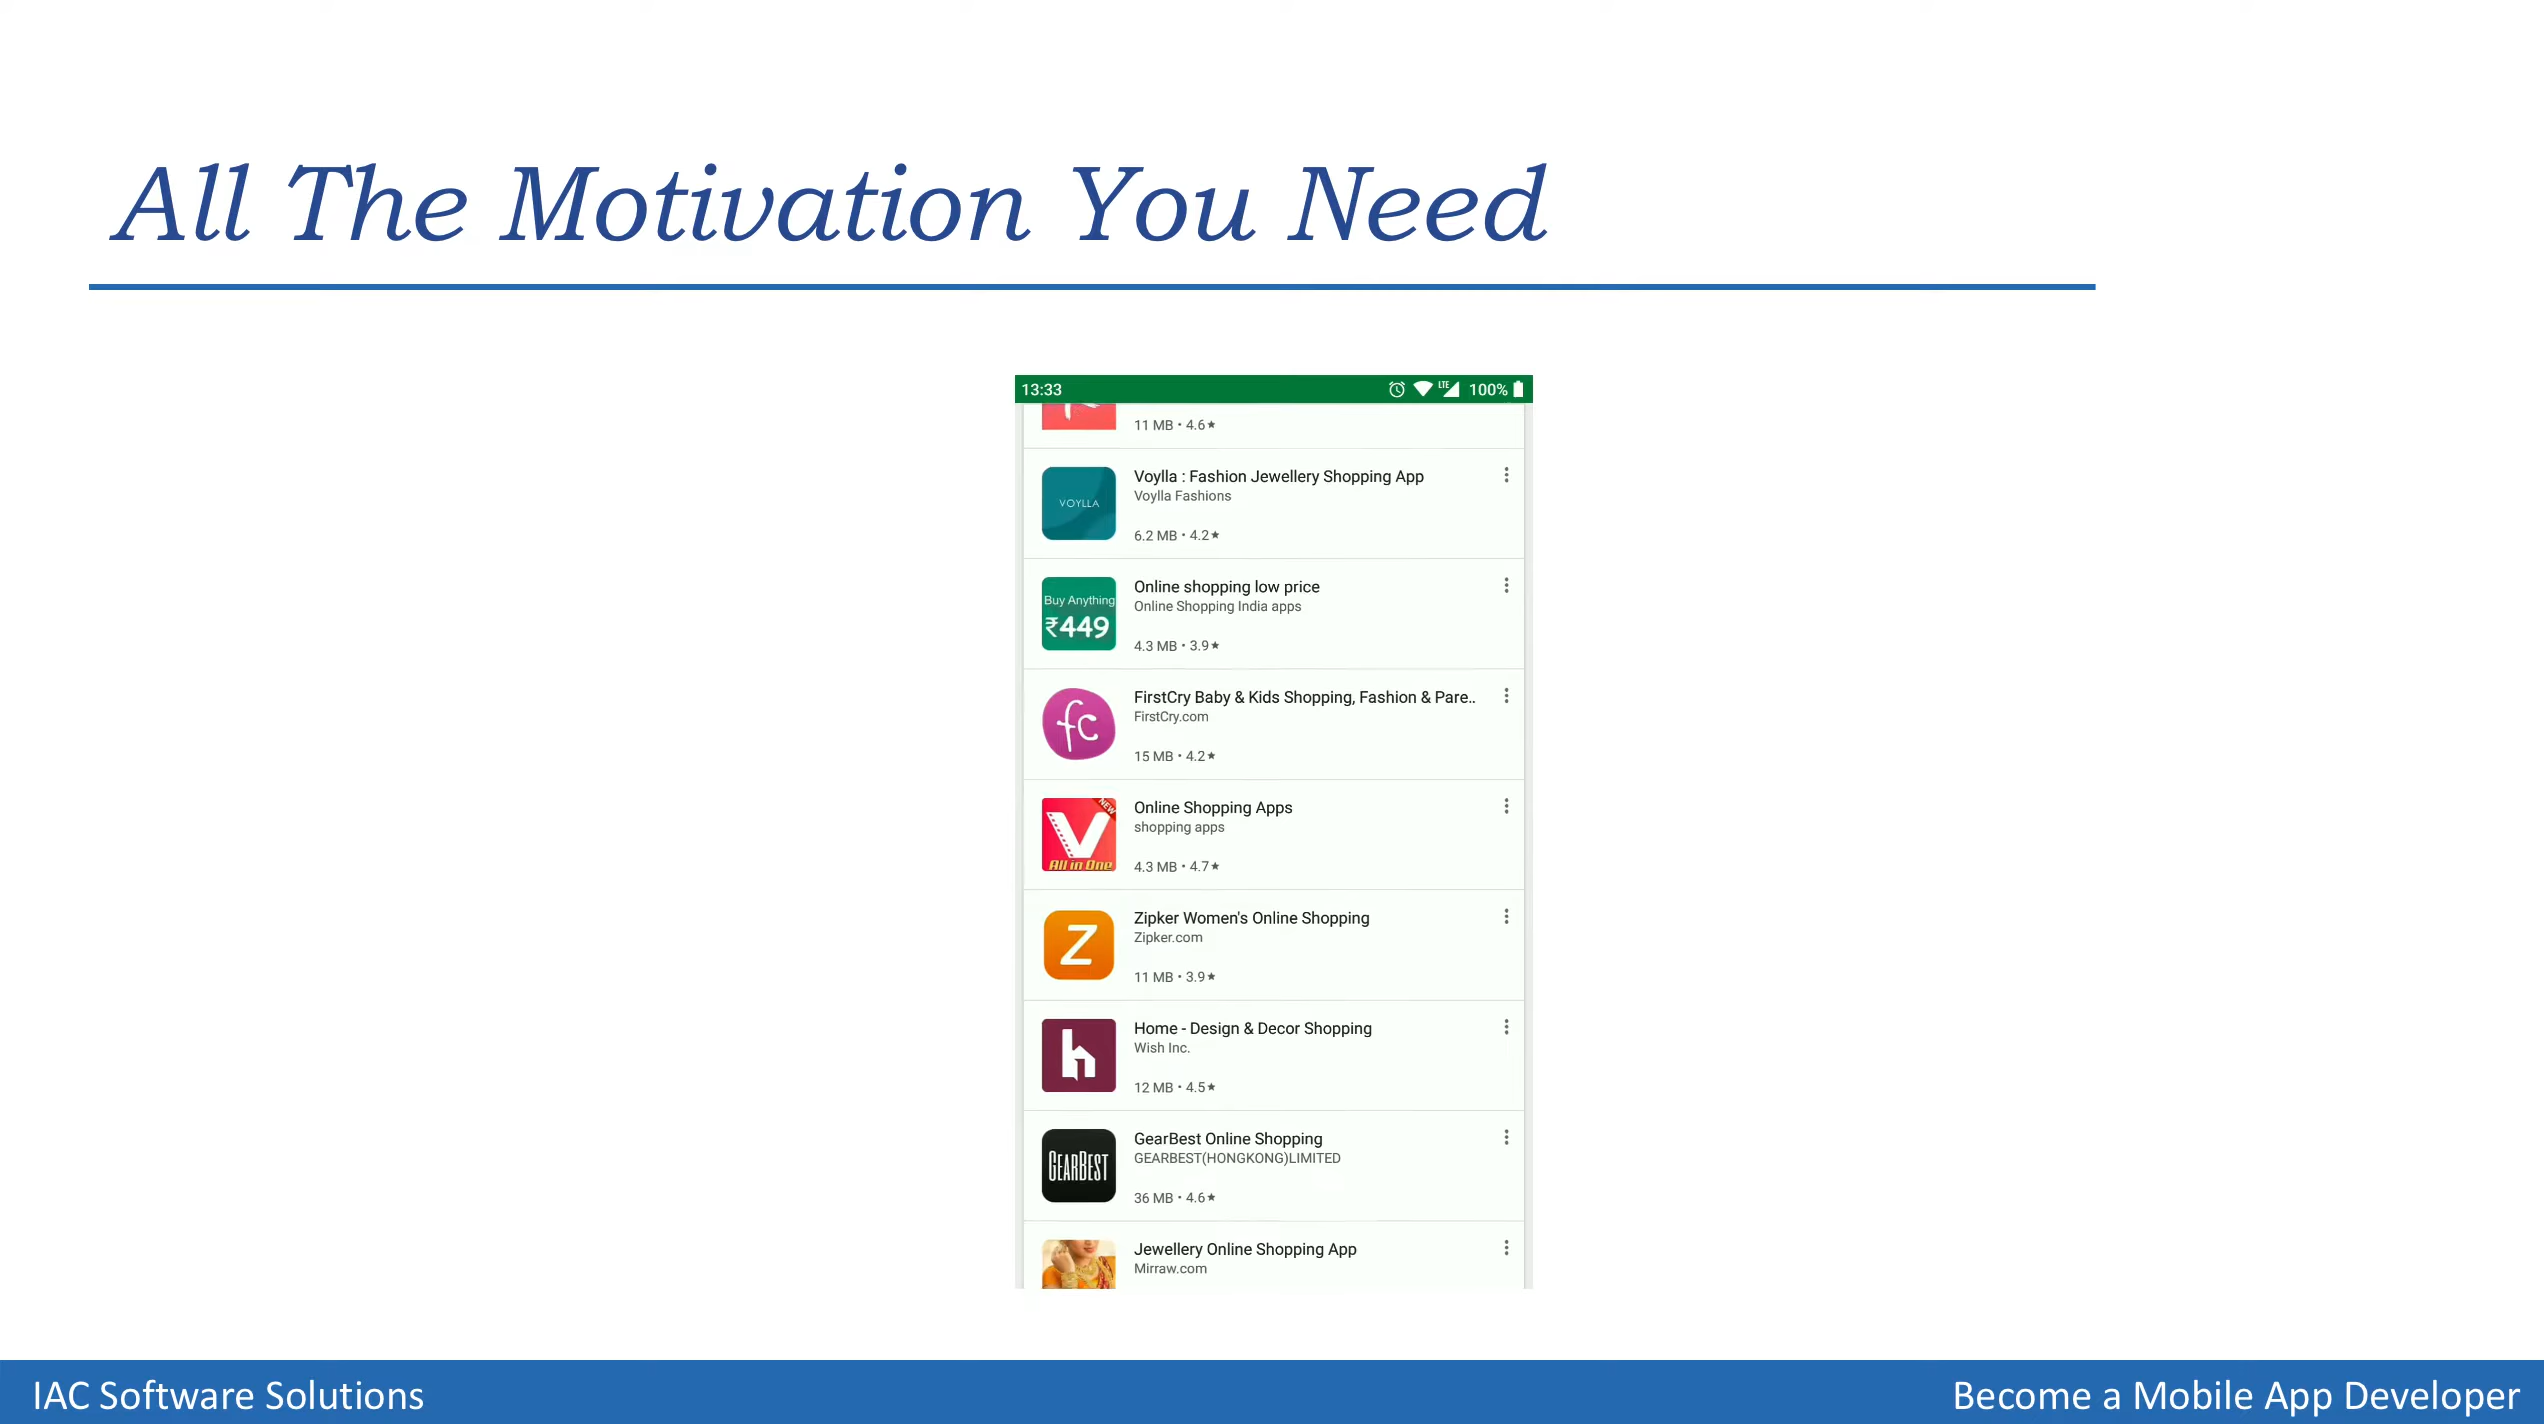 All The Motivation You Need
13:33
LTE
100%
11 MB • 4.6★
VOYLLA
Voylla : Fashion Jewellery Shopping App
Voylla Fashions
6.2 MB • 4.2★
Buy Anything
₹449
Online shopping low price
Online Shopping India apps
4.3 MB • 3.9★
fc
FirstCry Baby & Kids Shopping, Fashion & Pare..
FirstCry.com
15 MB • 4.2★
NEW
V
All in One
Online Shopping Apps
shopping apps
4.3 MB • 4.7★
Z
Zipker Women's Online Shopping
Zipker.com
11 MB • 3.9★
h
Home - Design & Decor Shopping
Wish Inc.
12 MB • 4.5★
GEARBEST
GearBest Online Shopping
GEARBEST(HONGKONG)LIMITED
36 MB • 4.6★
Jewellery Online Shopping App
Mirraw.com
IAC Software Solutions
Become a Mobile App Developer